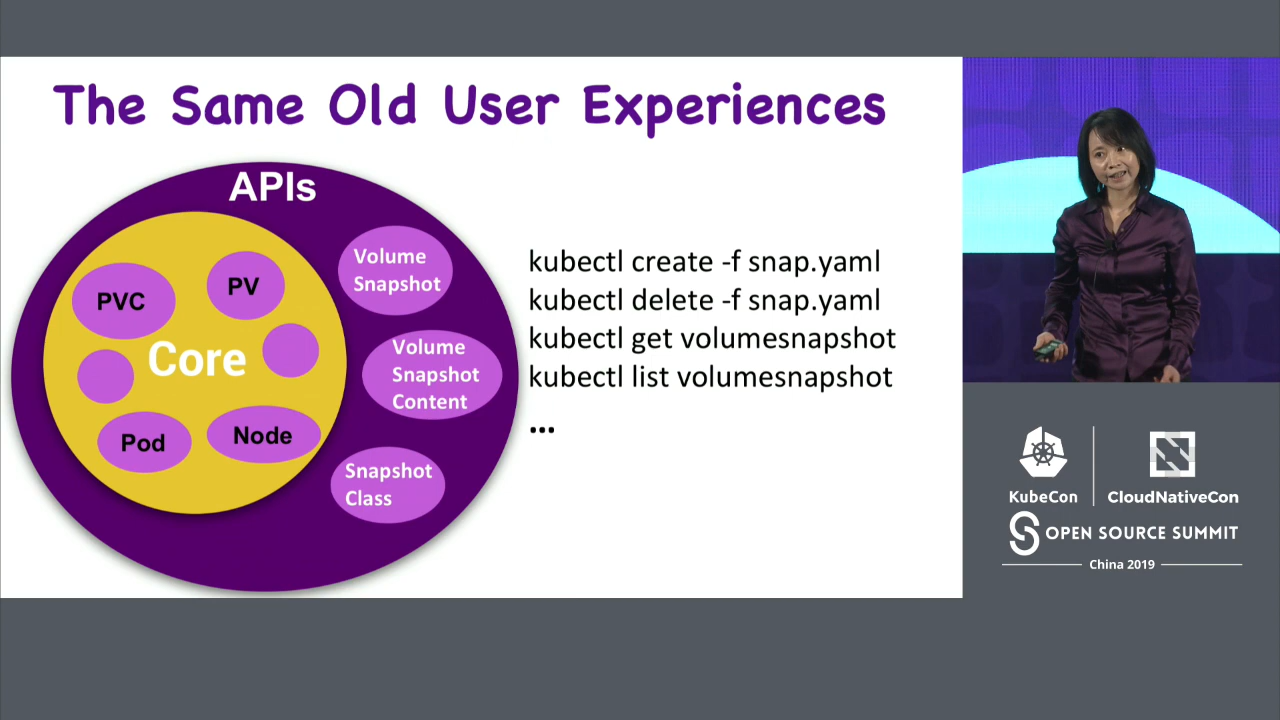 The Same Old User Experiences
APIs
Core
PVC
PV
Pod
Node
Volume
Snapshot
Volume
Snapshot
Content
Snapshot
Class
kubectl create -f snap.yaml
kubectl delete -f snap.yaml
kubectl get volumesnapshot
kubectl list volumesnapshot
...
KubeCon
CloudNativeCon
OPEN SOURCE SUMMIT
China 2019